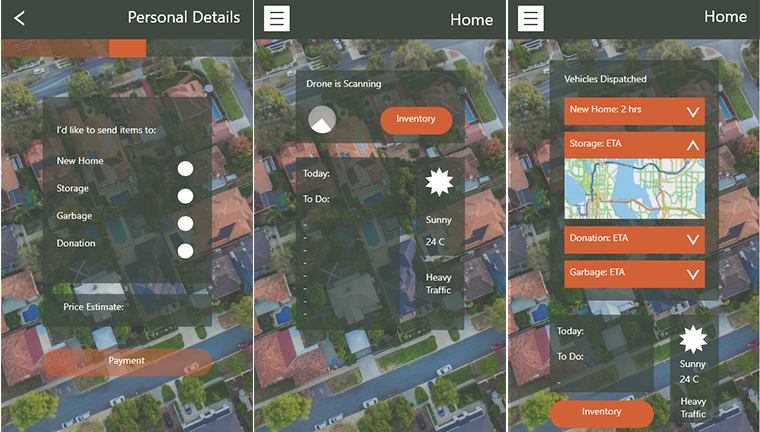 Personal Details
I'd like to send items to:
New Home
Storage
Garbage
Donation
Price Estimate:
Payment
Home
Drone is Scanning
Inventory
Today:
To Do:
-
-
-
-
-
-
-
-
Sunny
24 C
Heavy
Traffic
Home
Vehicles Dispatched
New Home: 2 hrs
Storage: ETA
Donation: ETA
Garbage: ETA
Today:
To Do:
-
Sunny
24 C
Heavy
Traffic
Inventory